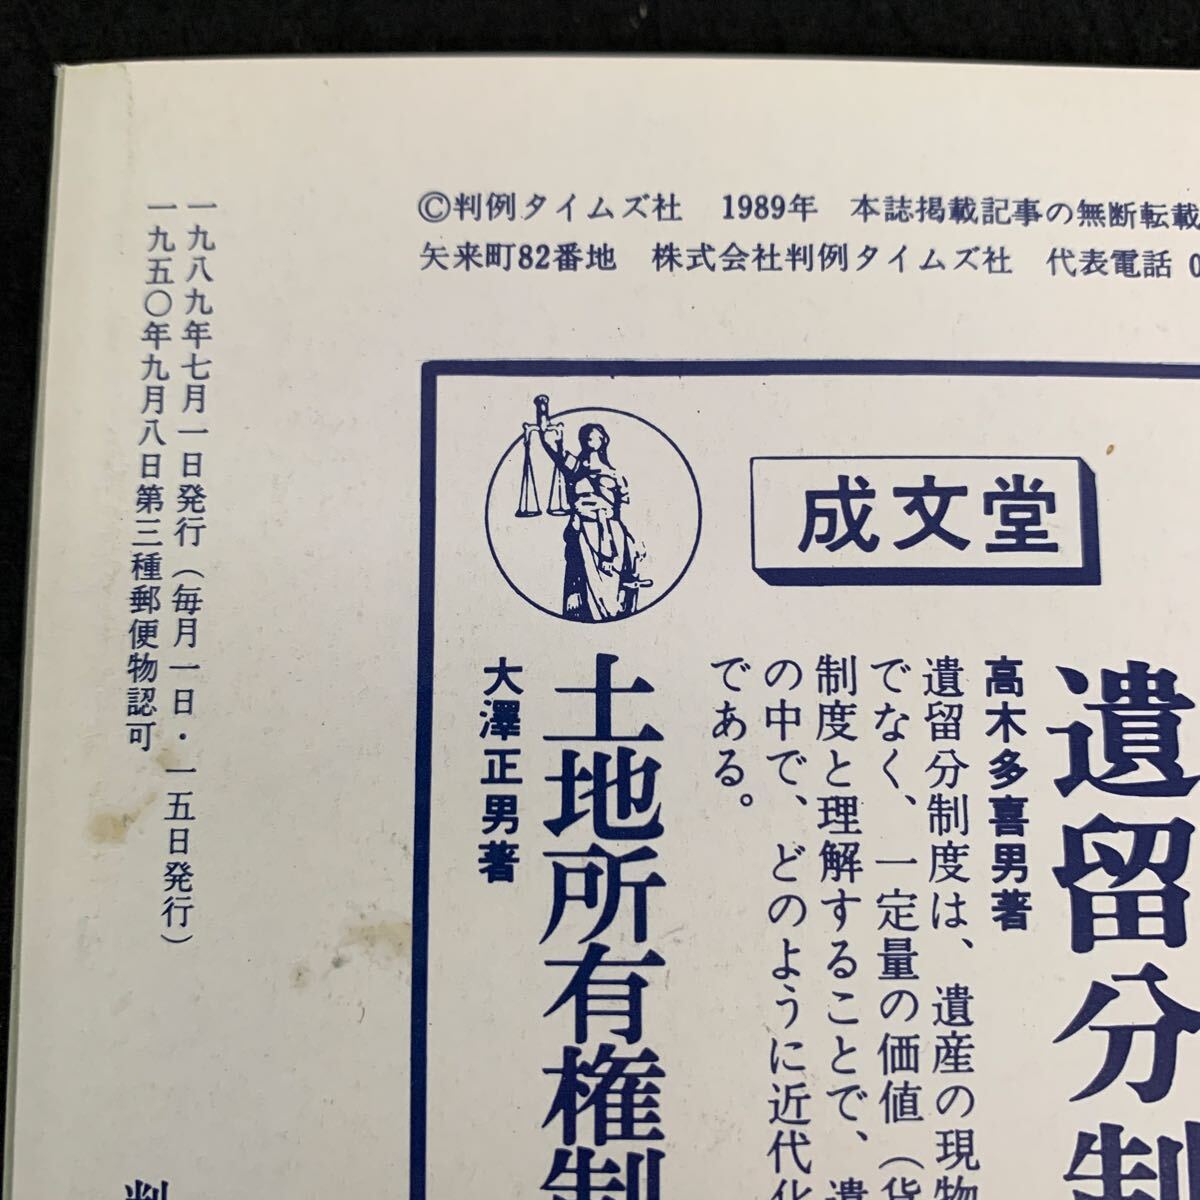 ©判例タイムズ社 1989年 本誌掲載記事の無断転載
矢来町82番地 株式会社判例タイムズ社 代表電話 0
成文堂
遺留分制
高木多喜男著
遺留分制度は、遺産の現物
でなく、一定量の価値（貨
制度と理解することで、遺
の中で、どのように近代化
である。
土地所有権制
大澤正男著
一九八九年七月一日発行（毎月一日・一五日発行）
一九五〇年九月八日第三種郵便物認可
判